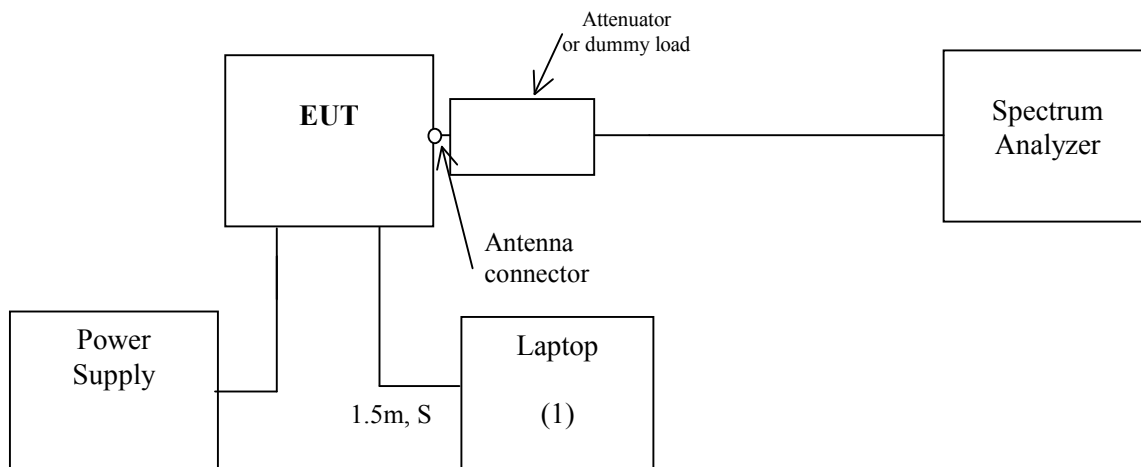 Attenuator
or dummy load
EUT
Spectrum
Analyzer
Antenna
connector
Power
Supply
Laptop
1.5m, S
(1)